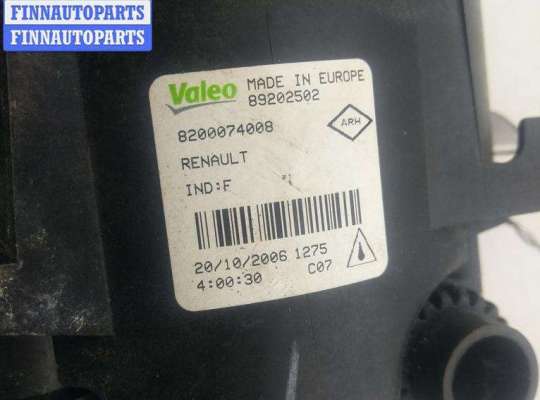 FINNAUTOPARTS
FINNAUTOPARTS
Valeo MADE IN EUROPE
89202502
8200074008
ARH
RENAULT
IND:F
20/10/2006 1275
4:00:30 C07